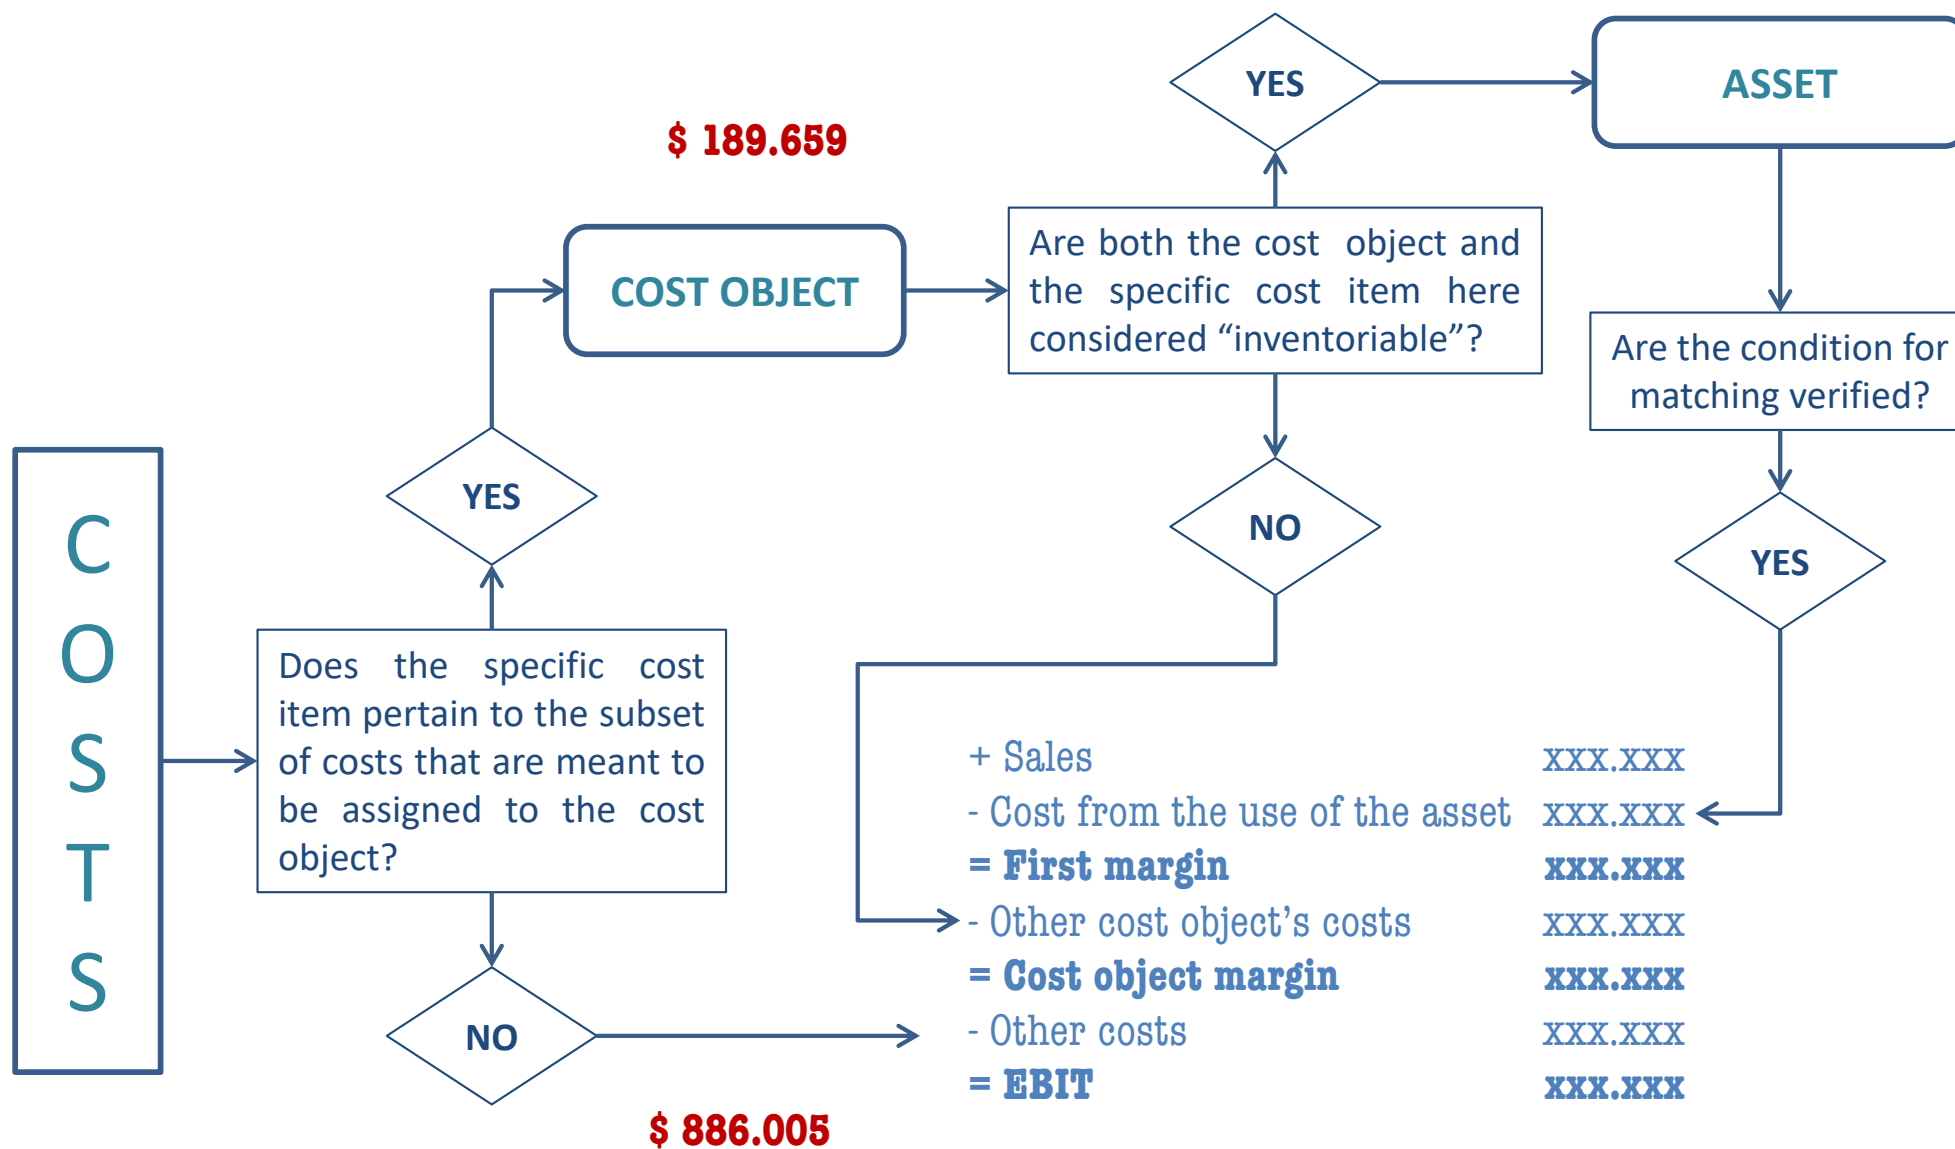 YES
ASSET
$ 189.659
Are both the cost object and
the specific cost item here
considered “inventoriable”?
COST OBJECT
Are the condition for
matching verified?
YES
NO
YES
C
O
S
T
S
Does the specific cost
item pertain to the subset
of costs that are meant to
be assigned to the cost
object?
+ Sales xxx.xxx
- Cost from the use of the asset xxx.xxx
= First margin xxx.xxx
- Other cost object’s costs xxx.xxx
= Cost object margin xxx.xxx
- Other costs xxx.xxx
= EBIT xxx.xxx
NO
$ 886.005